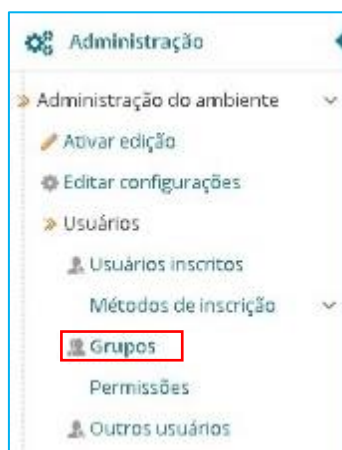 Administração
Administração do ambiente
Ativar edição
Editar configurações
Usuários
Usuários inscritos
Métodos de inscrição
Grupos
Permissões
Outros usuários